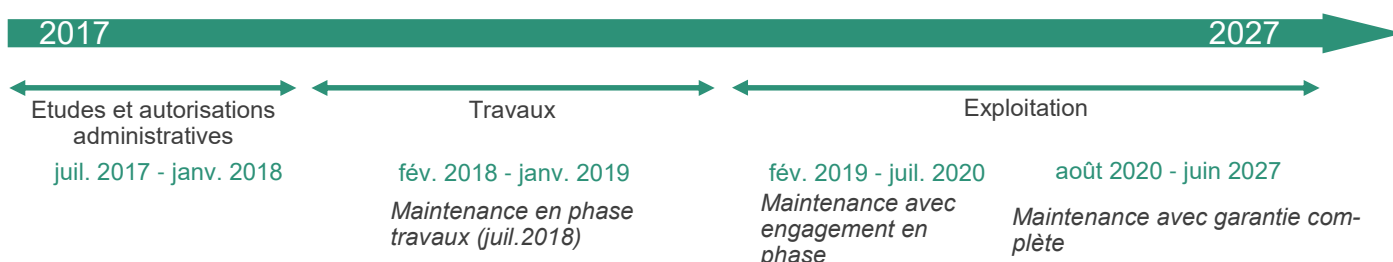 2017
2027
Etudes et autorisations
administratives
Travaux
Exploitation
juil. 2017 - janv. 2018
fév. 2018 - janv. 2019
fév. 2019 - juil. 2020
août 2020 - juin 2027
Maintenance en phase
travaux (juil.2018)
Maintenance avec
engagement en
phase
Maintenance avec garantie com-
plète